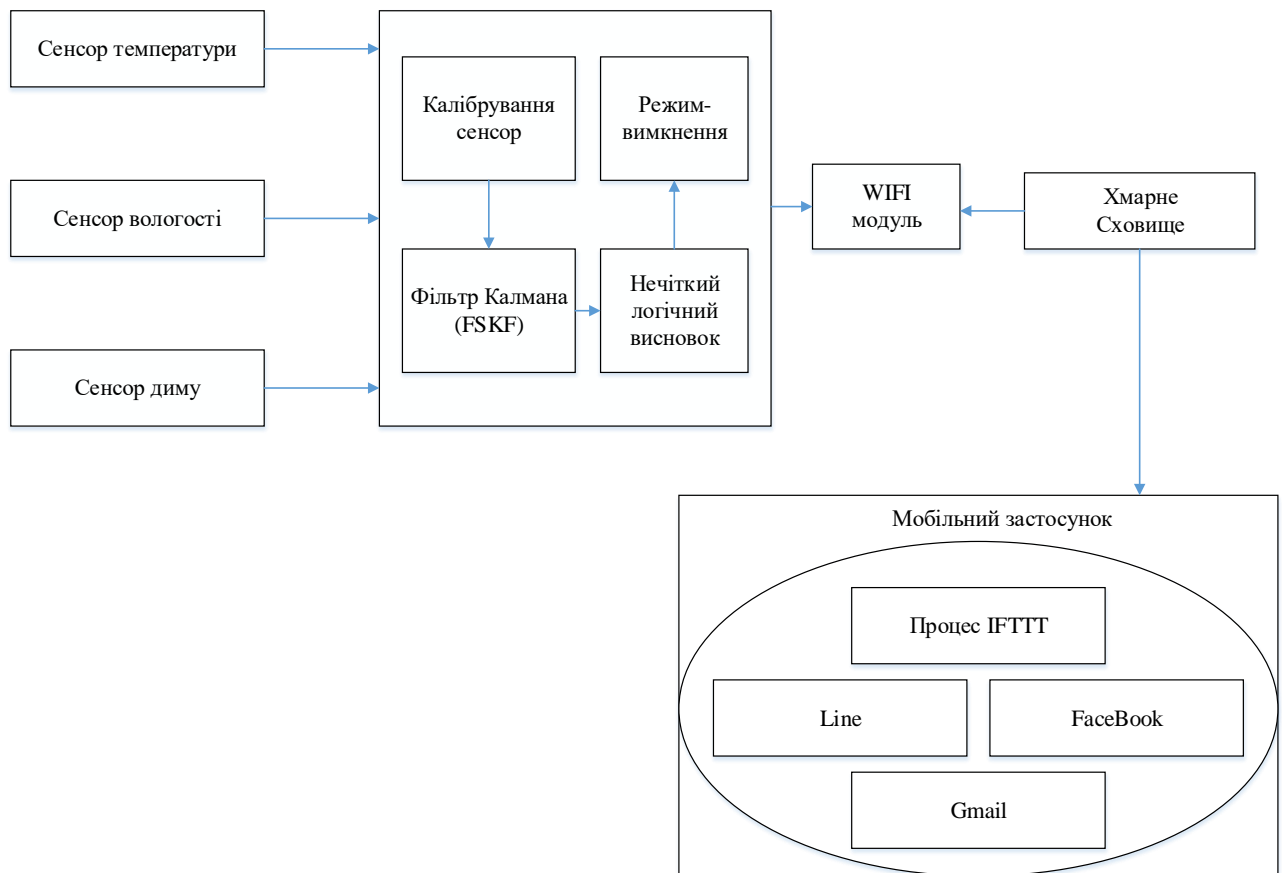 Сенсор температури
Сенсор вологості
Сенсор диму
Калібрування
сенсор
Режим-
вимкнення
Фільтр Калмана
(FSKF)
Нечіткий
логічний
висновок
WIFI
модуль
Хмарне
Сховище
Мобільний застосунок
Процес IFTTT
Line
FaceBook
Gmail